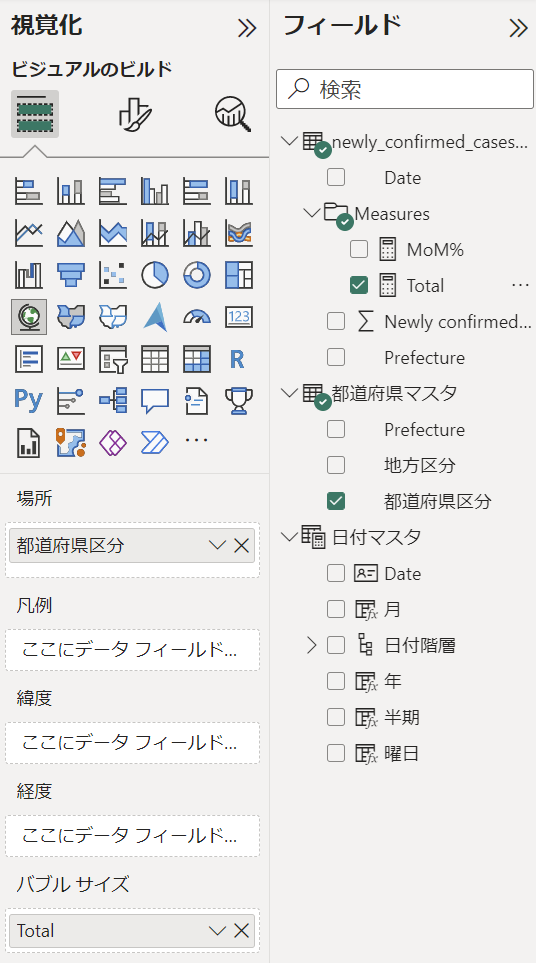 視覚化
ビジュアルのビルド
123
R
Py
場所
都道府県区分
凡例
ここにデータ フィールド...
緯度
ここにデータ フィールド...
経度
ここにデータ フィールド...
バブル サイズ
Total
フィールド
検索
newly_confirmed_cases...
Date
Measures
MoM%
Total
Newly confirmed...
Prefecture
都道府県マスタ
Prefecture
地方区分
都道府県区分
日付マスタ
Date
月
日付階層
年
半期
曜日